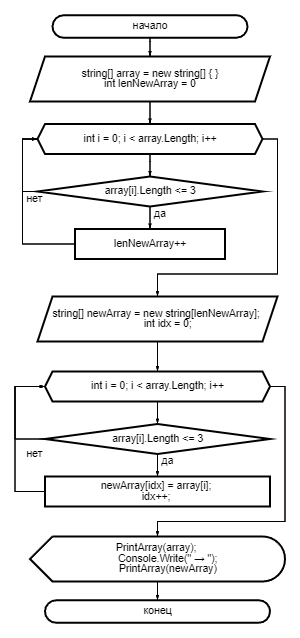 начало
string[] array = new string[] { }
int lenNewArray = 0
int i = 0; i < array.Length; i++
array[i].Length <= 3
нет
да
lenNewArray++
string[] newArray = new string[lenNewArray];
int idx = 0;
int i = 0; i < array.Length; i++
array[i].Length <= 3
нет
да
newArray[idx] = array[i];
idx++;
PrintArray(array);
Console.Write(" → ");
PrintArray(newArray)
конец